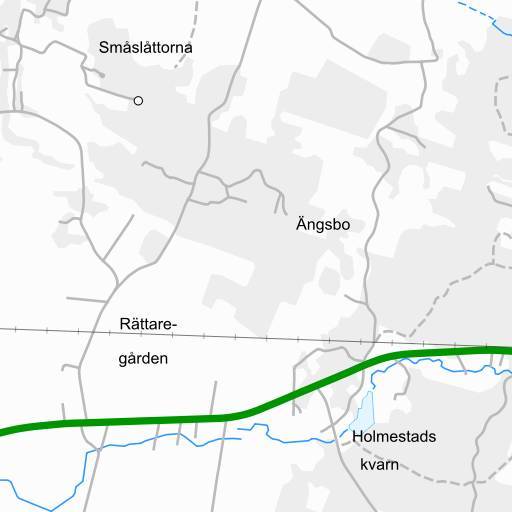 Småslåttorna
Ängsbo
Rättare-
gården
Holmestads
kvarn